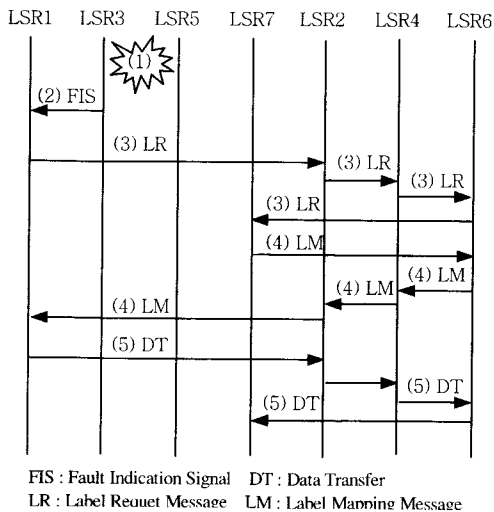 LSR1 LSR3 LSR5 LSR7 LSR2 LSR4 LSR6
(1)
(2) FIS
(3) LR
(3) LR
(3) LR
(3) LR
(4) LM
(4) LM
(4) LM
(4) LM
(5) DT
(5) DT
(5) DT
FIS : Fault Indication Signal DT : Data Transfer
LR : Label Requet Message LM : Label Mapping Message